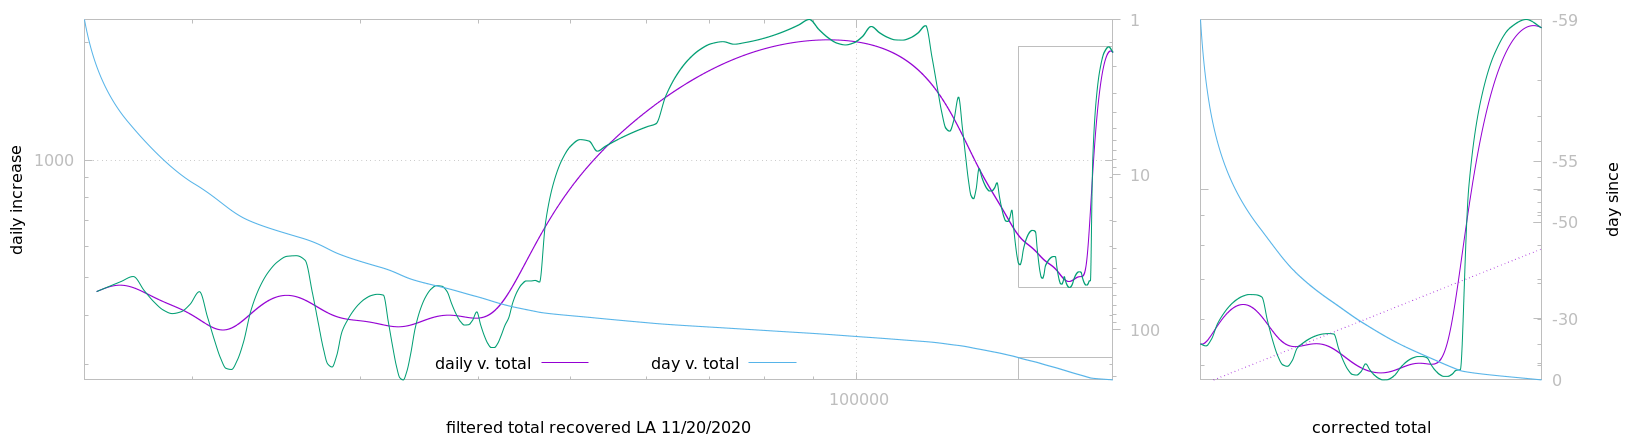 daily increase
1000
1
10
100
daily v. total
day v. total
100000
filtered total recovered LA 11/20/2020
-59
-55
-50
-30
0
day since
corrected total